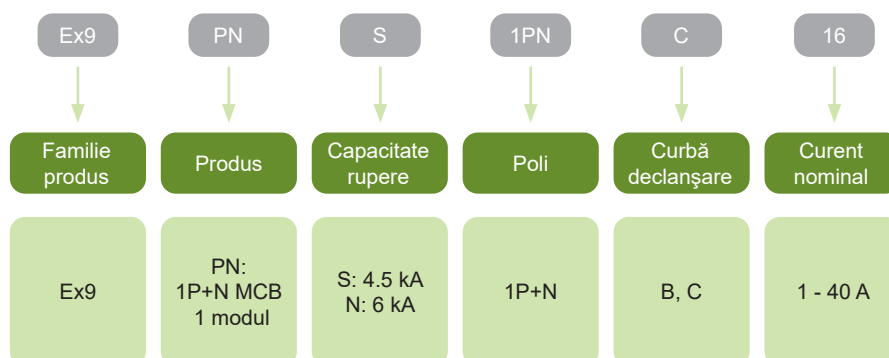 Ex9
PN
S
1PN
C
16
Familie
produs
Produs
Capacitate
rupere
Poli
Curbă
declanşare
Curent
nominal
Ex9
PN:
1P+N MCB
1 modul
S: 4.5 kA
N: 6 kA
1P+N
B, C
1 - 40 A